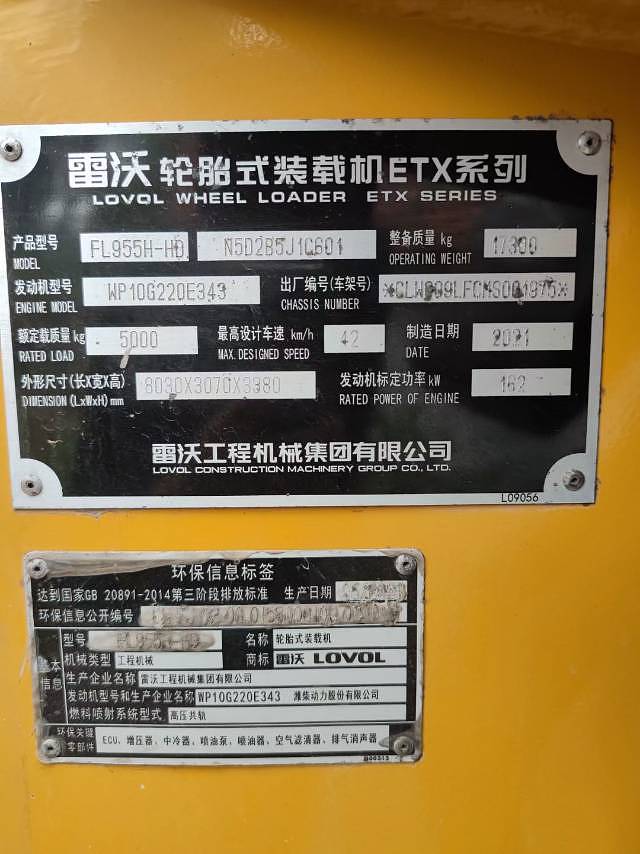 雷沃轮胎式装载机ETX系列
LOVOL WHEEL LOADER ETX SERIES
产品型号 FL955H-HD N5D2B5J1C601 整备质量 kg 17300
MODEL OPERATING WEIGHT
发动机型号 WP10G220E343 出厂编号(车架号)
ENGINE MODEL CHASSIS NUMBER
额定载质量 kg 5000 最高设计车速 km/h 42 制造日期 2021
RATED LOAD MAX. DESIGNED SPEED DATE
外形尺寸(长X宽X高) 发动机标定功率 kW 162
DIMENSION (LxWxH) mm RATED POWER OF ENGINE
雷沃工程机械集团有限公司
LOVOL CONSTRUCTION MACHINERY GROUP CO., LTD.
L09056
环保信息标签
达到国家GB 20891-2014第三阶段排放标准 生产日期
环保信息公开编号
基本信息
型号 名称 轮胎式装载机
机械类型 工程机械 商标 雷沃 LOVOL
生产企业名称 雷沃工程机械集团有限公司
发动机型号和生产企业名称 WP10G220E343 潍柴动力股份有限公司
燃料喷射系统型式 高压共轨
环保关键零部件 ECU、增压器、中冷器、喷油泵、喷油器、空气滤清器、排气消声器